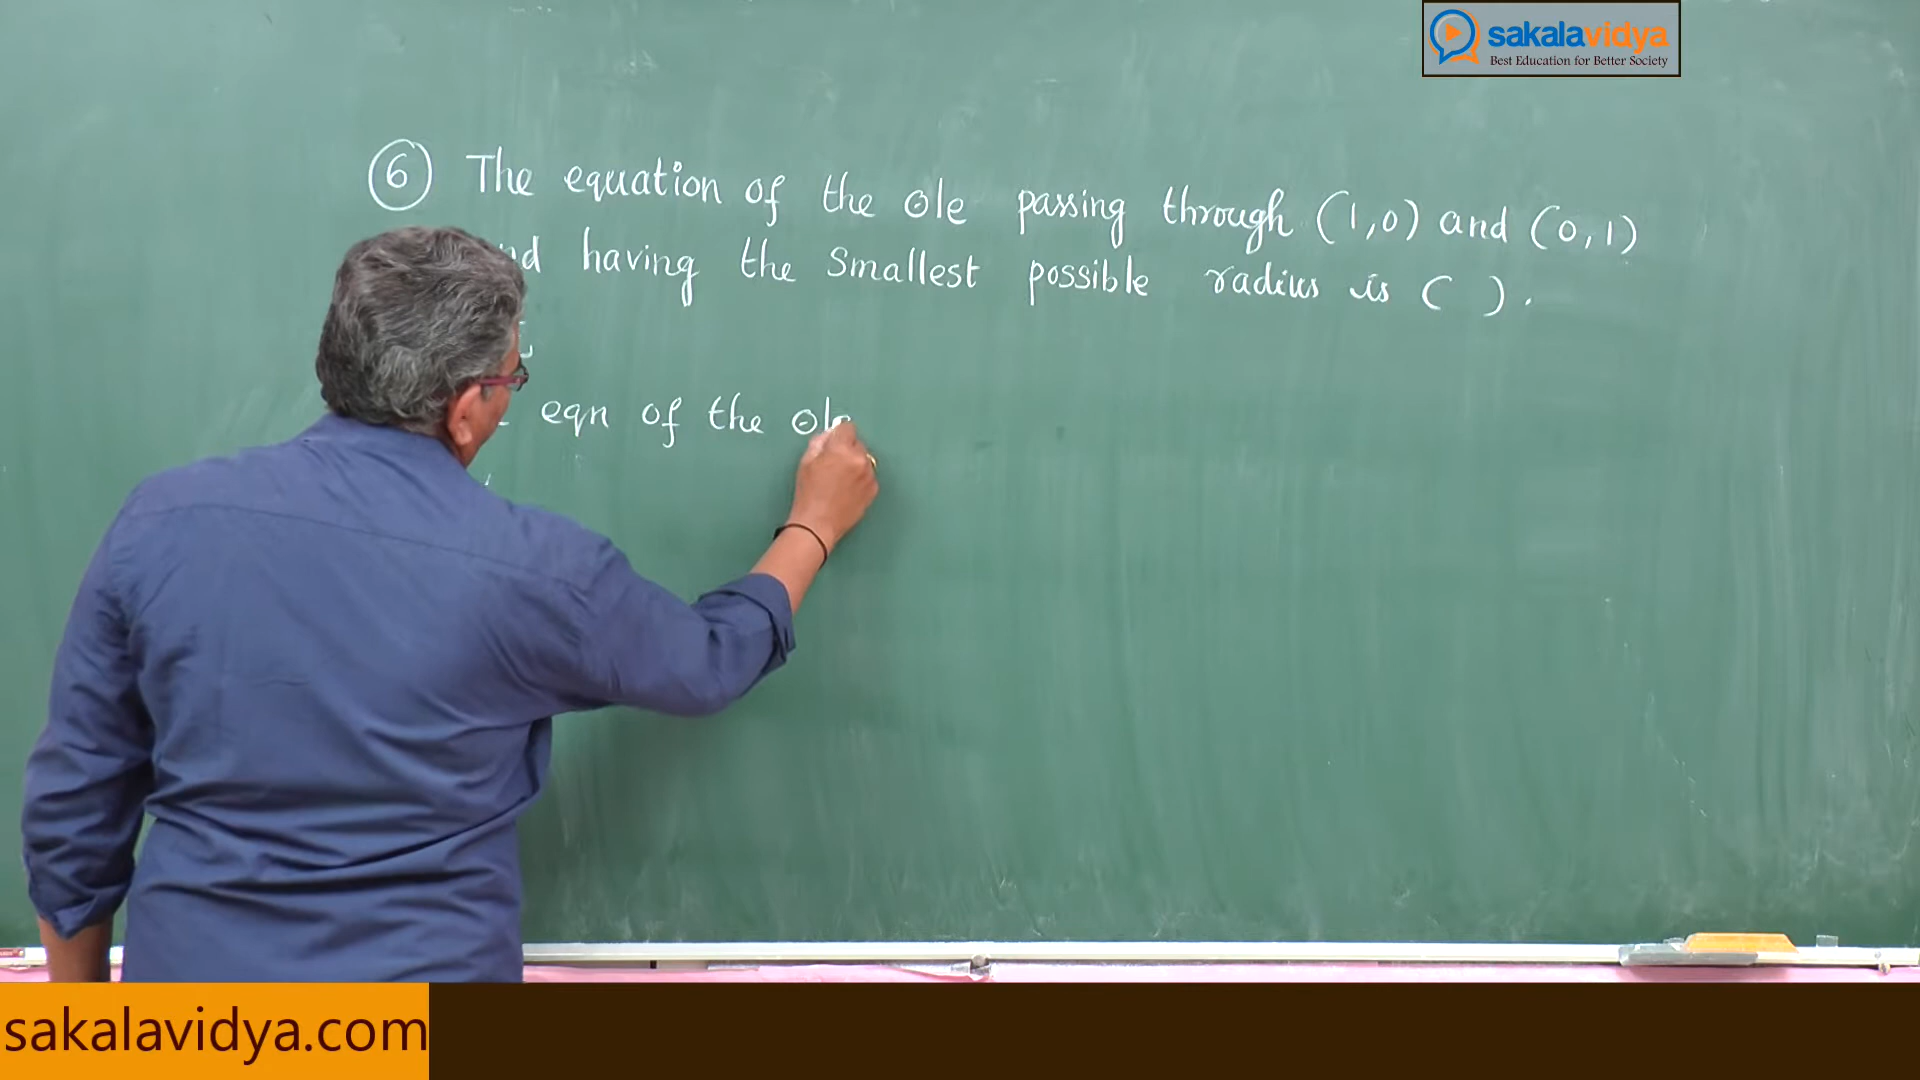 sakalavidya
Best Education for Better Society
6 The equation of the ⊙le passing through (1,0) and (0,1)
having the smallest possible radius is ( ).
eqn of the ⊙le
sakalavidya.com